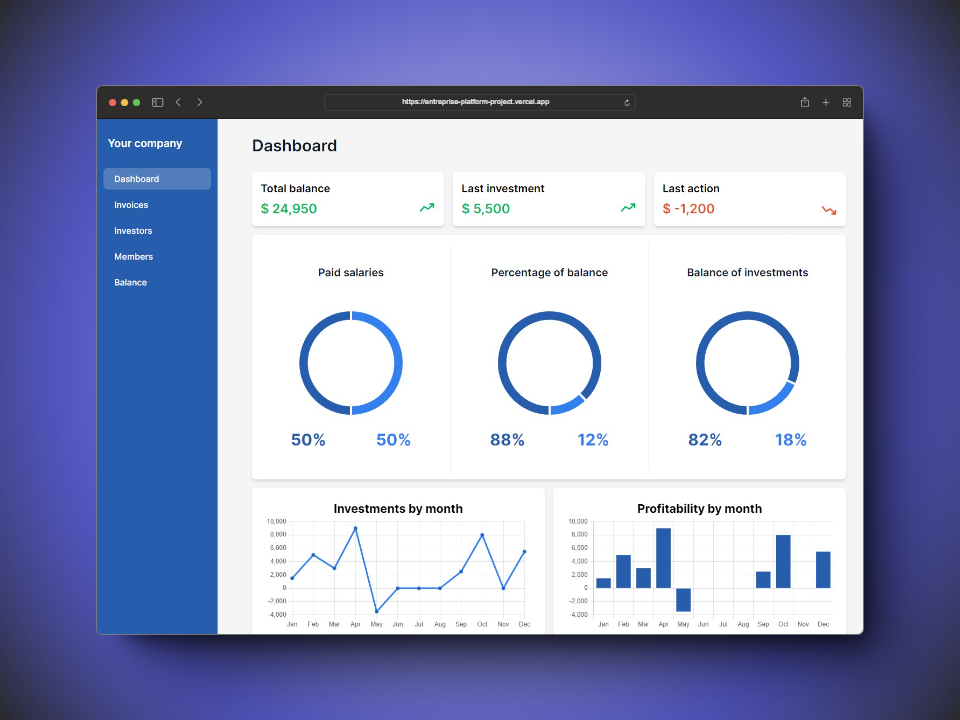 https://entreprise-platform-project.vercel.app
Your company
Dashboard
Invoices
Investors
Members
Balance
Dashboard
Total balance
$ 24,950
Last investment
$ 5,500
Last action
$ -1,200
Paid salaries
50% 50%
Percentage of balance
88% 12%
Balance of investments
82% 18%
Investments by month
10,000
8,000
6,000
4,000
2,000
0
-2,000
-4,000
Jan Feb Mar Apr May Jun Jul Aug Sep Oct Nov Dec
Profitability by month
10,000
8,000
6,000
4,000
2,000
0
-2,000
-4,000
Jan Feb Mar Apr May Jun Jul Aug Sep Oct Nov Dec